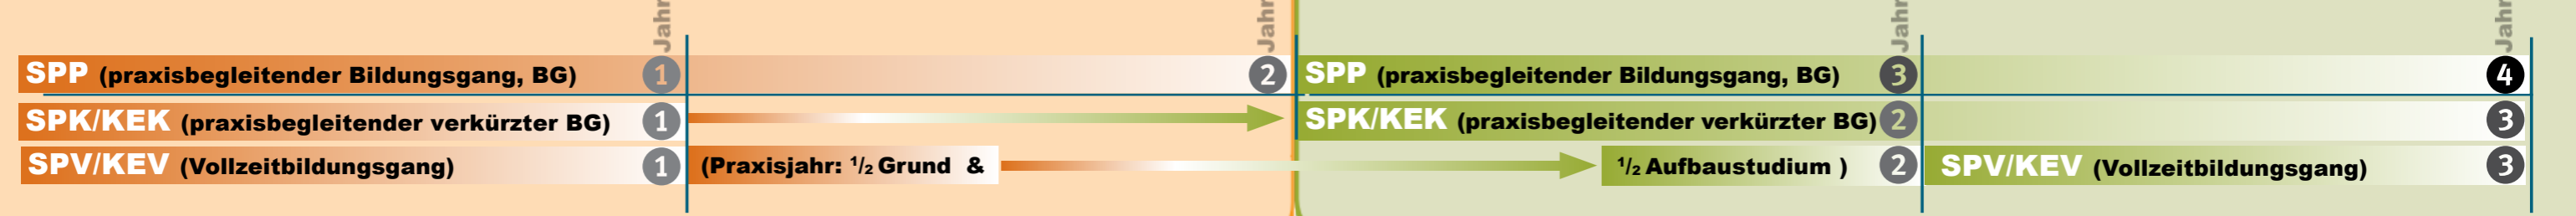 Jahr Jahr Jahr Jahr
SPP (praxisbegleitender Bildungsgang, BG) 1 2 SPP (praxisbegleitender Bildungsgang, BG) 3 4
SPK/KEK (praxisbegleitender verkürzter BG) 1 SPK/KEK (praxisbegleitender verkürzter BG) 2 3
SPV/KEV (Vollzeitbildungsgang) 1 (Praxisjahr: ½ Grund & ½ Aufbaustudium ) 2 SPV/KEV (Vollzeitbildungsgang) 3